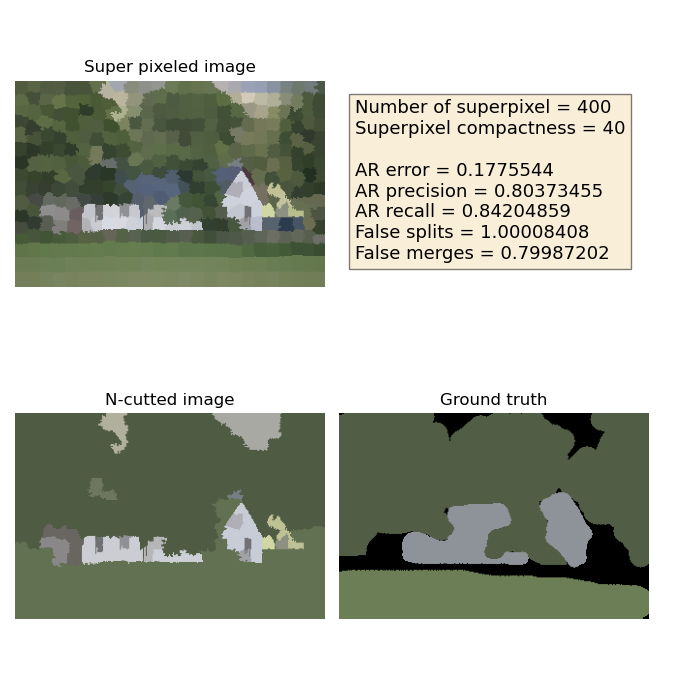 Super pixeled image
Number of superpixel = 400
Superpixel compactness = 40
AR error = 0.1775544
AR precision = 0.80373455
AR recall = 0.84204859
False splits = 1.00008408
False merges = 0.79987202
N-cutted image
Ground truth